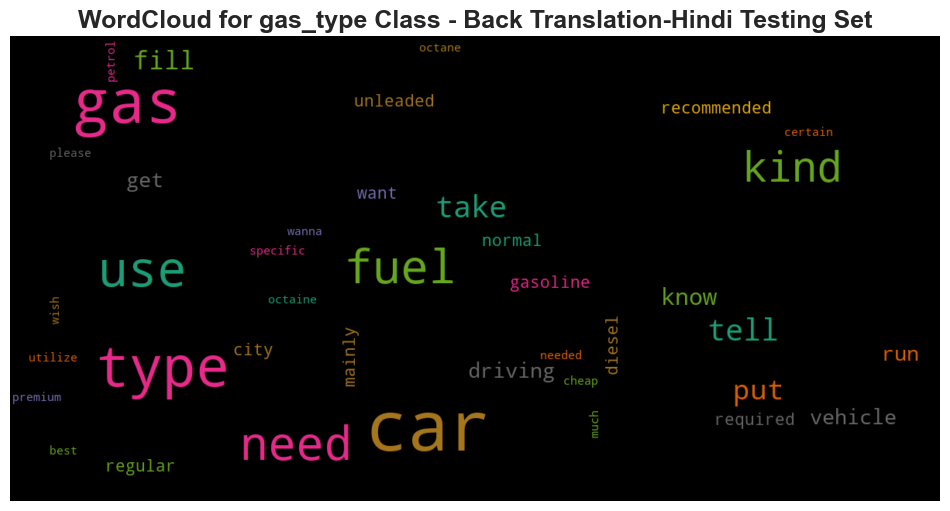 WordCloud for gas_type Class - Back Translation-Hindi Testing Set
octane
petrol
fill
gas
unleaded
recommended
certain
please
kind
get
want
take
wanna
normal
specific
use
fuel
gasoline
octaine
know
wish
tell
city
mainly
diesel
run
utilize
type
needed
driving
cheap
put
premium
car
much
required
vehicle
need
best
regular